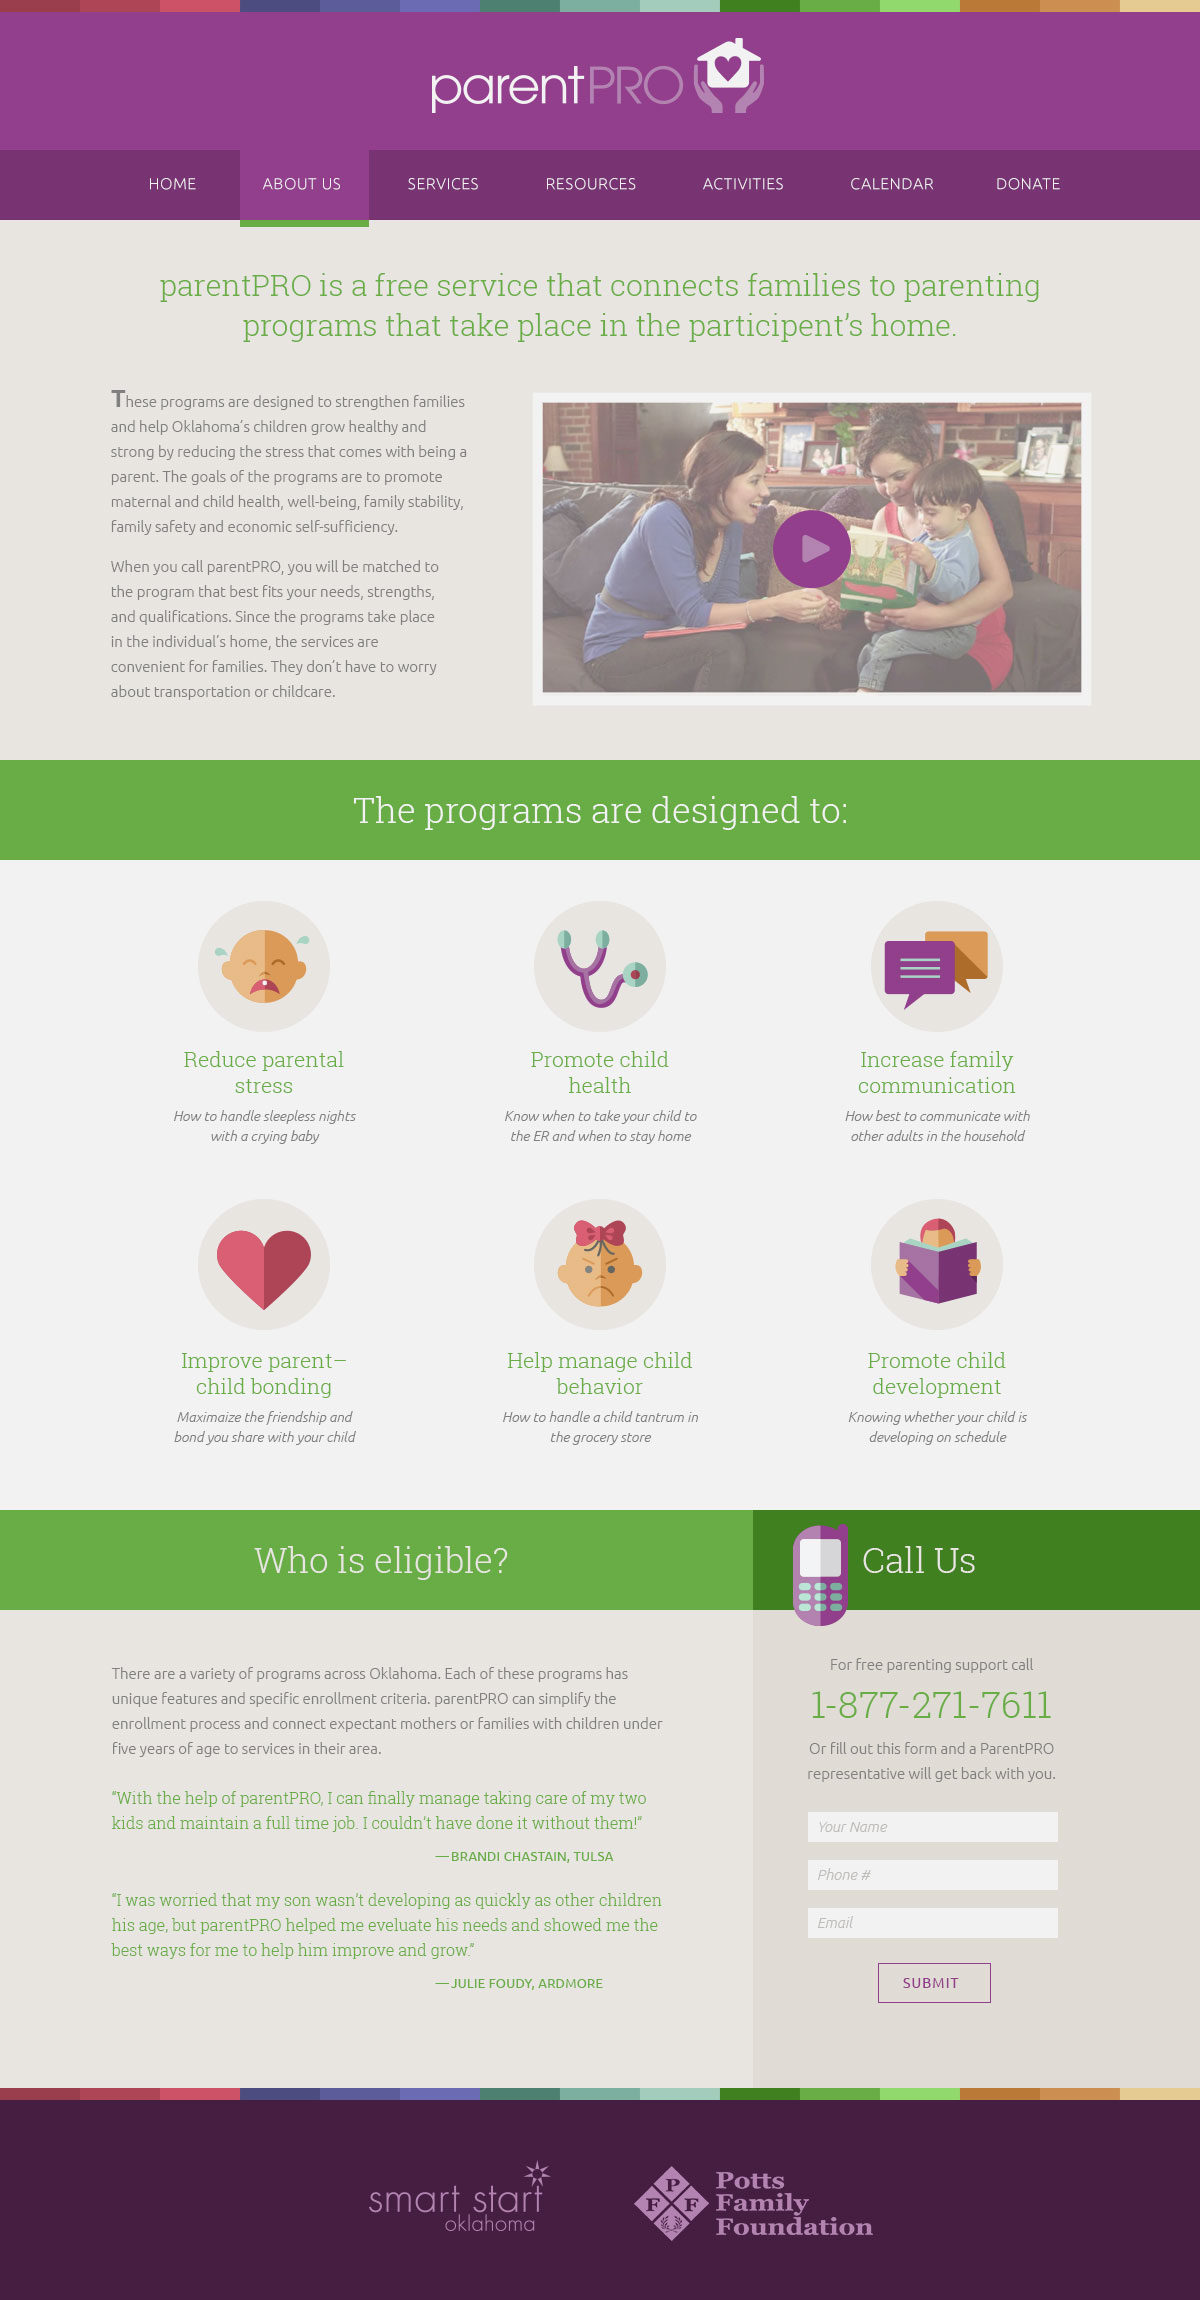 parentPRO
HOME
ABOUT US
SERVICES
RESOURCES
ACTIVITIES
CALENDAR
DONATE
parentPRO is a free service that connects families to parenting
programs that take place in the participent’s home.
These programs are designed to strengthen families
and help Oklahoma’s children grow healthy and
strong by reducing the stress that comes with being a
parent. The goals of the programs are to promote
maternal and child health, well-being, family stability,
family safety and economic self-sufficiency.
When you call parentPRO, you will be matched to
the program that best fits your needs, strengths,
and qualifications. Since the programs take place
in the individual’s home, the services are
convenient for families. They don’t have to worry
about transportation or childcare.
The programs are designed to:
Reduce parental
stress
How to handle sleepless nights
with a crying baby
Promote child
health
Know when to take your child to
the ER and when to stay home
Increase family
communication
How best to communicate with
other adults in the household
Improve parent–
child bonding
Maximaize the friendship and
bond you share with your child
Help manage child
behavior
How to handle a child tantrum in
the grocery store
Promote child
development
Knowing whether your child is
developing on schedule
Who is eligible?
There are a variety of programs across Oklahoma. Each of these programs has
unique features and specific enrollment criteria. parentPRO can simplify the
enrollment process and connect expectant mothers or families with children under
five years of age to services in their area.
“With the help of parentPRO, I can finally manage taking care of my two
kids and maintain a full time job. I couldn’t have done it without them!”
— BRANDI CHASTAIN, TULSA
“I was worried that my son wasn’t developing as quickly as other children
his age, but parentPRO helped me eveluate his needs and showed me the
best ways for me to help him improve and grow.”
— JULIE FOUDY, ARDMORE
Call Us
For free parenting support call
1-877-271-7611
Or fill out this form and a ParentPRO
representative will get back with you.
Your Name
Phone #
Email
SUBMIT
smart start
oklahoma
P
F F
Potts
Family
Foundation